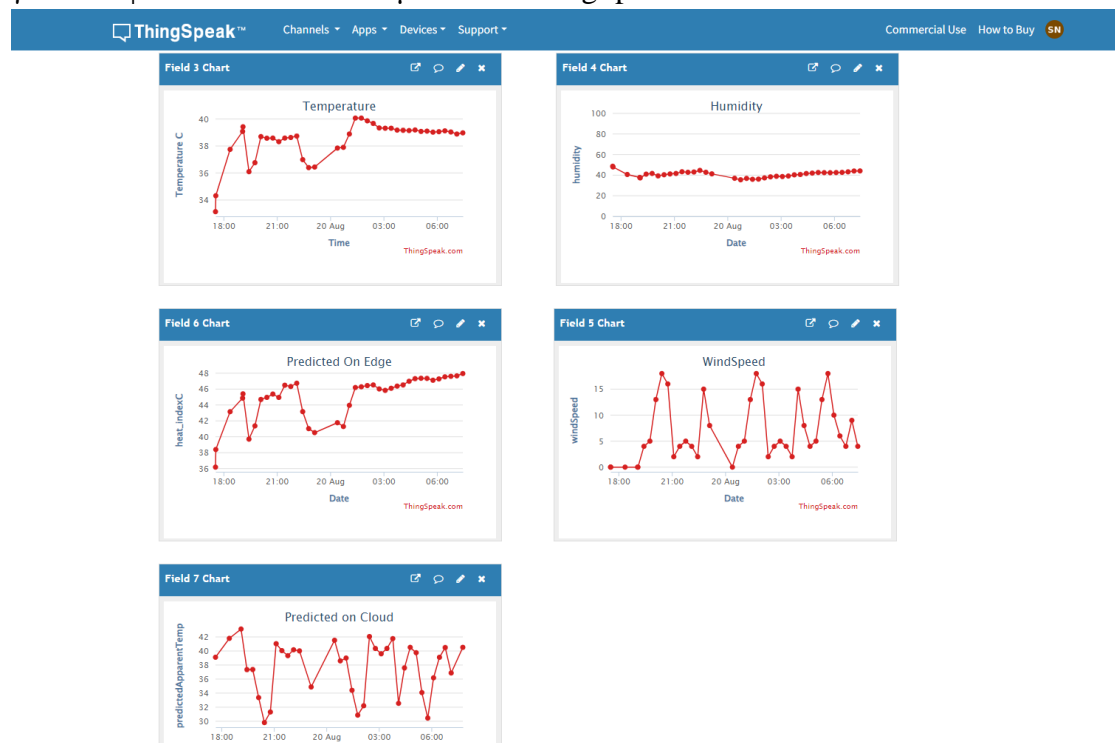 ThingSpeak™ Channels Apps Devices Support Commercial Use How to Buy SN
Field 3 Chart
Temperature
Temperature C
40
38
36
34
18:00 21:00 20 Aug 03:00 06:00
Time
ThingSpeak.com
Field 4 Chart
Humidity
humidity
100
80
60
40
20
0
18:00 21:00 20 Aug 03:00 06:00
Date
ThingSpeak.com
Field 6 Chart
Predicted On Edge
heat_indexC
48
46
44
42
40
38
36
18:00 21:00 20 Aug 03:00 06:00
Date
ThingSpeak.com
Field 5 Chart
WindSpeed
windSpeed
15
10
5
0
18:00 21:00 20 Aug 03:00 06:00
Date
ThingSpeak.com
Field 7 Chart
Predicted on Cloud
predictedApparentTemp
42
40
38
36
34
32
30
18:00 21:00 20 Aug 03:00 06:00